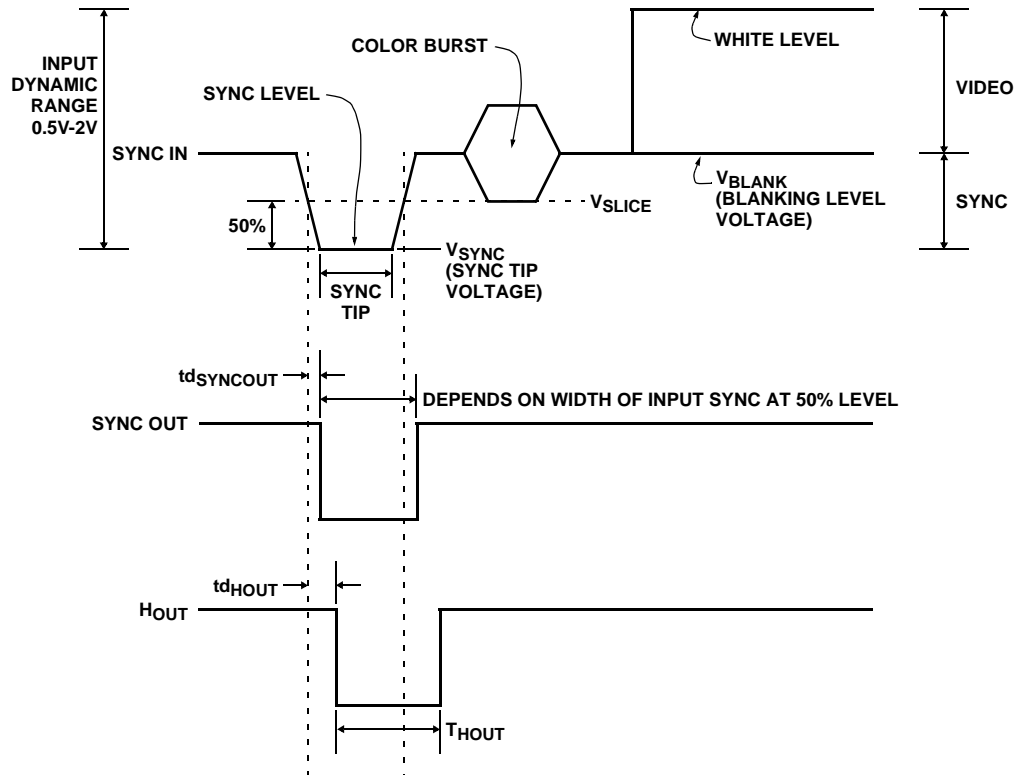 WHITE LEVEL
COLOR BURST
INPUT
DYNAMIC
RANGE
0.5V-2V
VIDEO
SYNC LEVEL
SYNC IN
VBLANK
(BLANKING LEVEL
VOLTAGE)
VSLICE
SYNC
50%
VSYNC
(SYNC TIP
VOLTAGE)
SYNC
TIP
tdSYNCOUT
DEPENDS ON WIDTH OF INPUT SYNC AT 50% LEVEL
SYNC OUT
tdHOUT
HOUT
THOUT